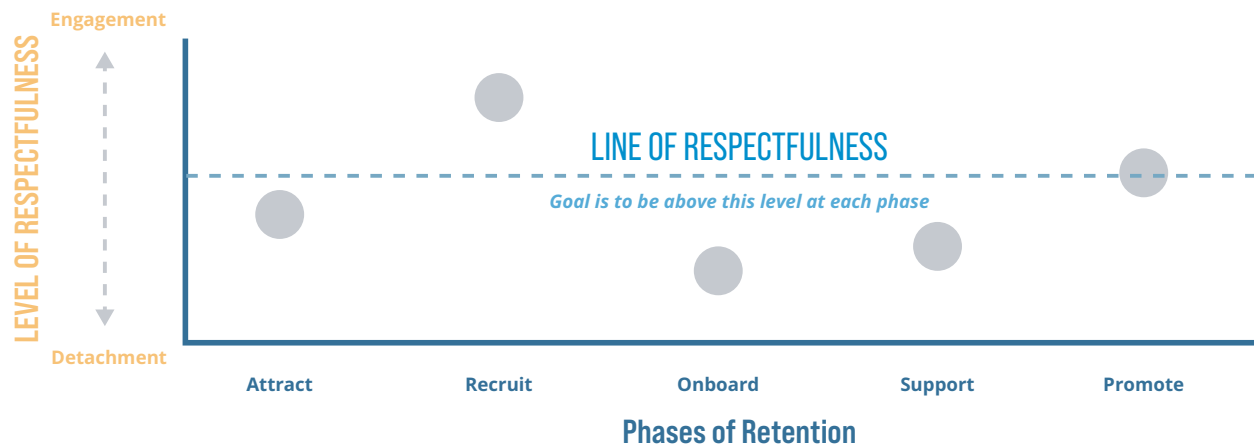 Engagement
LEVEL OF RESPECTFULNESS
LINE OF RESPECTFULNESS
Goal is to be above this level at each phase
Detachment
Attract
Recruit
Onboard
Support
Promote
Phases of Retention